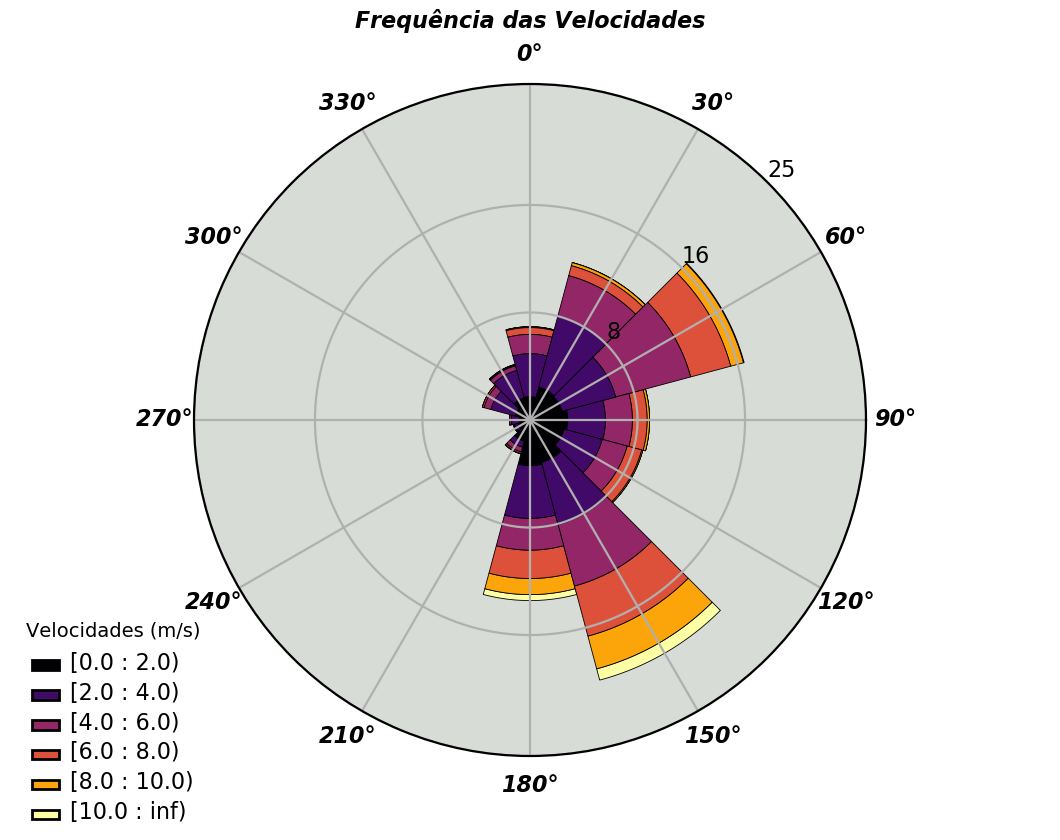 Frequência das Velocidades
0°
330°
30°
25
300°
60°
16
8
270°
90°
240°
120°
210°
150°
180°
Velocidades (m/s)
[0.0 : 2.0)
[2.0 : 4.0)
[4.0 : 6.0)
[6.0 : 8.0)
[8.0 : 10.0)
[10.0 : inf)